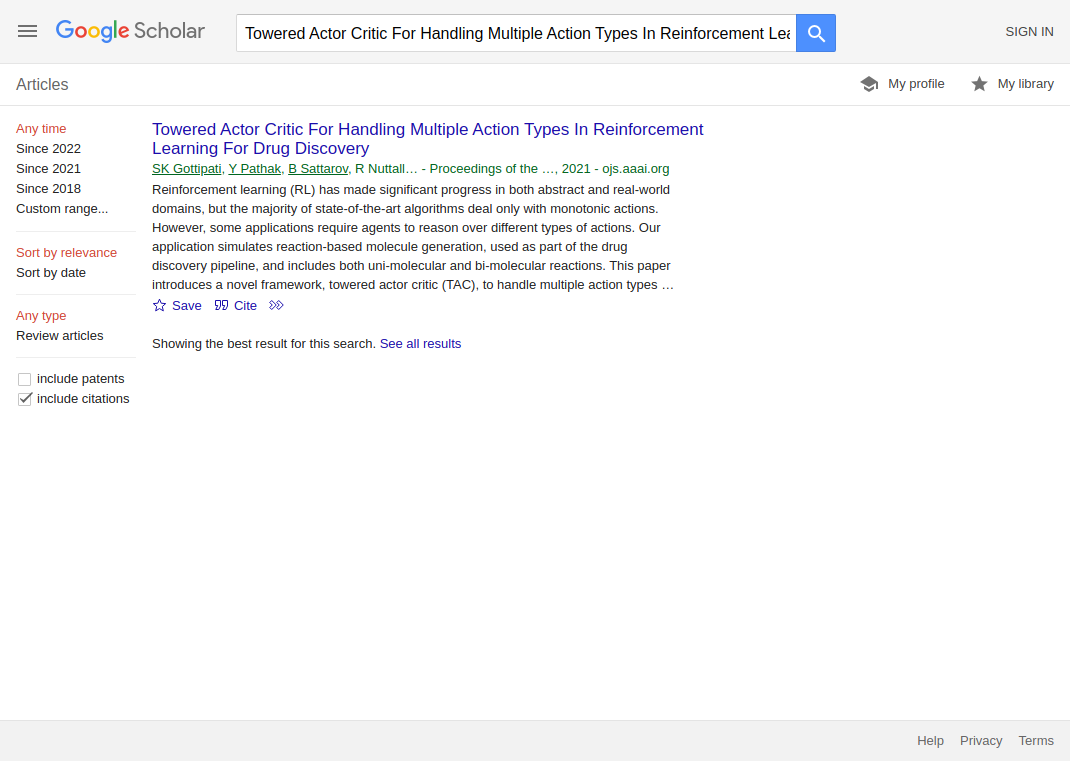 Google Scholar
Towered Actor Critic For Handling Multiple Action Types In Reinforcement Lea
SIGN IN
Articles
My profile
My library
Any time
Since 2022
Since 2021
Since 2018
Custom range...
Sort by relevance
Sort by date
Any type
Review articles
include patents
include citations
Towered Actor Critic For Handling Multiple Action Types In Reinforcement
Learning For Drug Discovery
SK Gottipati, Y Pathak, B Sattarov, R Nuttall… - Proceedings of the …, 2021 - ojs.aaai.org
Reinforcement learning (RL) has made significant progress in both abstract and real-world
domains, but the majority of state-of-the-art algorithms deal only with monotonic actions.
However, some applications require agents to reason over different types of actions. Our
application simulates reaction-based molecule generation, used as part of the drug
discovery pipeline, and includes both uni-molecular and bi-molecular reactions. This paper
introduces a novel framework, towered actor critic (TAC), to handle multiple action types …
Save Cite
Showing the best result for this search. See all results
Help Privacy Terms